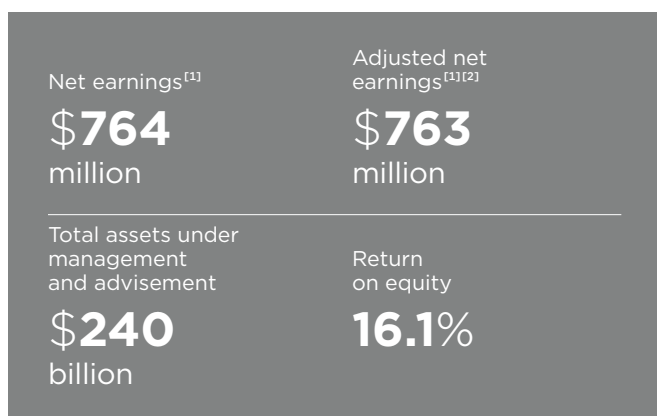 Net earnings[1]
$764
million
Adjusted net
earnings[1][2]
$763
million
Total assets under
management
and advisement
$240
billion
Return
on equity
16.1%